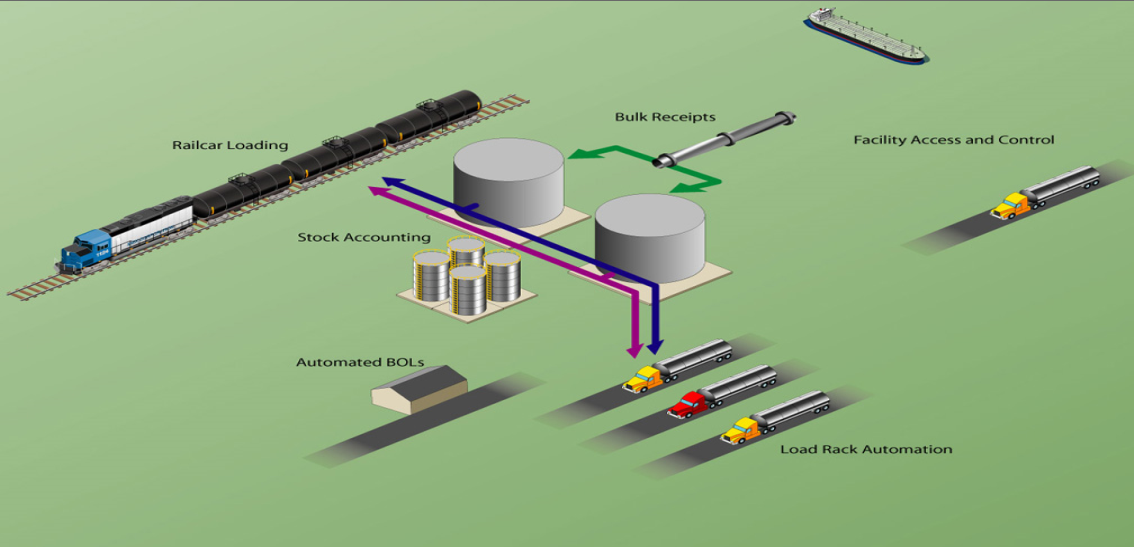 Bulk Receipts
Facility Access and Control
Railcar Loading
Stock Accounting
Automated BOLs
Load Rack Automation